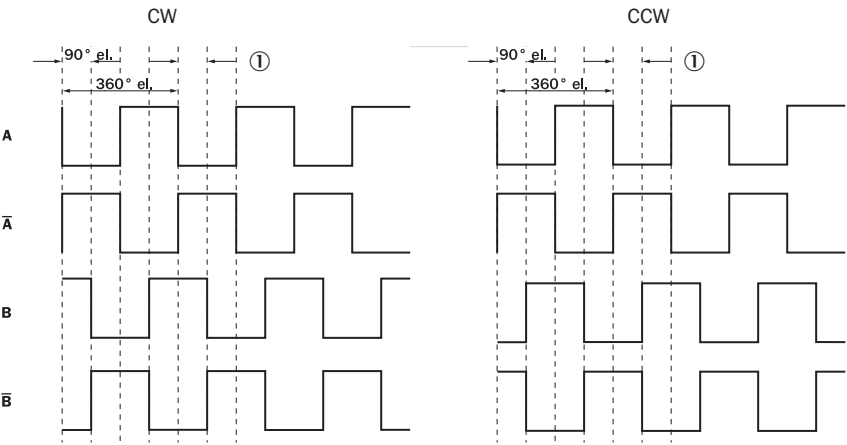 CW CCW
90° el. ① 90° el. ①
360° el. 360° el.
A
A̅
B
B̅